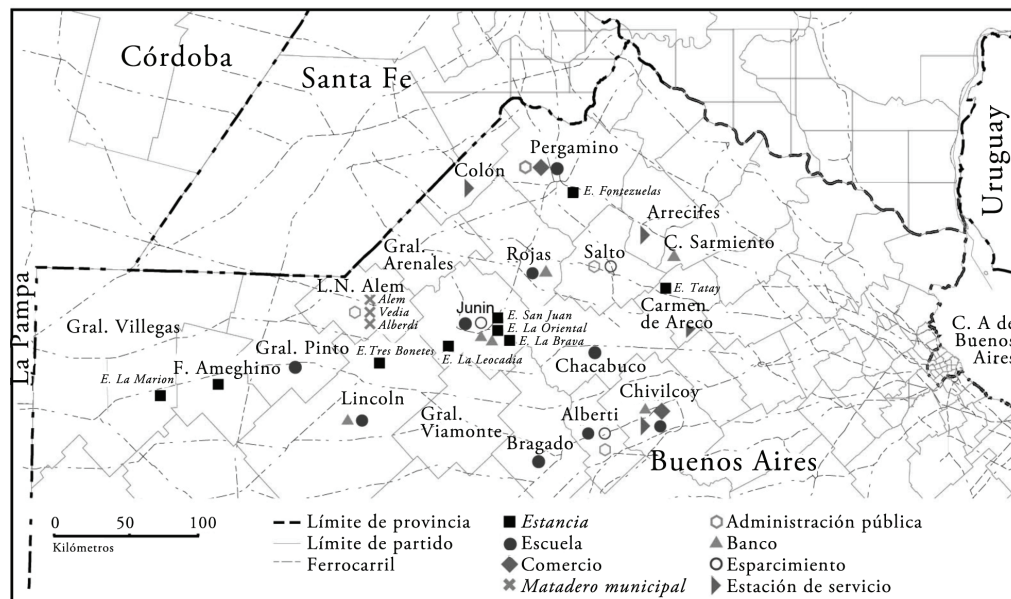 Córdoba
Santa Fe
Uruguay
La Pampa
Pergamino
Colón
E. Fontezuelas
Arrecifes
C. Sarmiento
Gral.
Arenales
Rojas
Salto
L.N. Alem
Alem
Vedia
Alberdi
Junin
E. San Juan
E. La Oriental
E. La Brava
E. Tatay
Carmen
de Areco
Gral. Villegas
Gral. Pinto
E.Tres Bonetes
E. La Leocadia
Chacabuco
C. A de
Buenos
Aires
E. La Marion
F. Ameghino
Lincoln
Gral.
Viamonte
Alberti
Chivilcoy
Bragado
Buenos Aires
0 50 100
Kilómetros
Límite de provincia
Límite de partido
Ferrocarril
Estancia
Escuela
Comercio
Matadero municipal
Administración pública
Banco
Esparcimiento
Estación de servicio